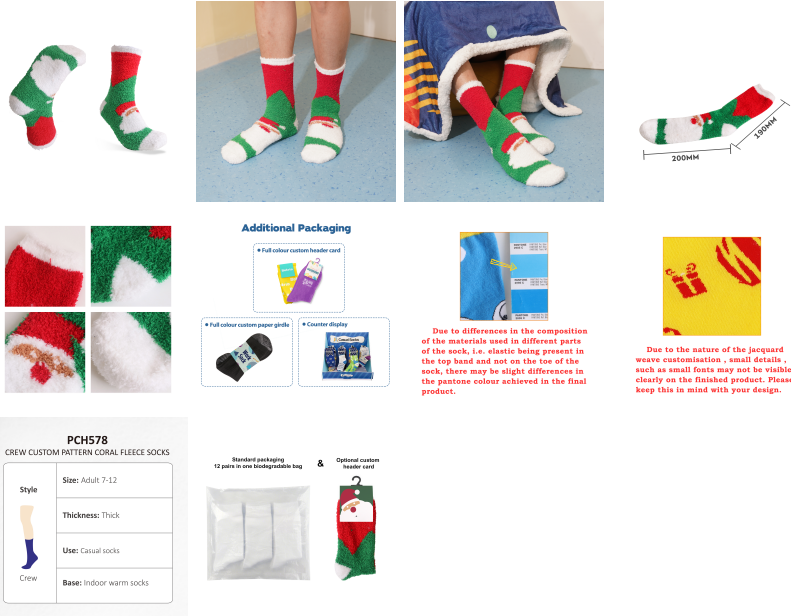 200MM
190MM
Additional Packaging
Full colour custom header card
Full colour custom paper girdle
Counter display
Due to differences in the composition
of the materials used in different parts
of the sock, i.e. elastic being present in
the top band and not on the toe of the
sock, there may be slight differences in
the pantone colour achieved in the final
product.
Due to the nature of the jacquard
weave customisation , small details ,
such as small fonts may not be visible
clearly on the finished product. Please
keep this in mind with your design.
PCH578
CREW CUSTOM PATTERN CORAL FLEECE SOCKS
Style
Crew
Size: Adult 7-12
Thickness: Thick
Use: Casual socks
Base: Indoor warm socks
Standard packaging
12 pairs in one biodegradable bag
&
Optional custom
header card